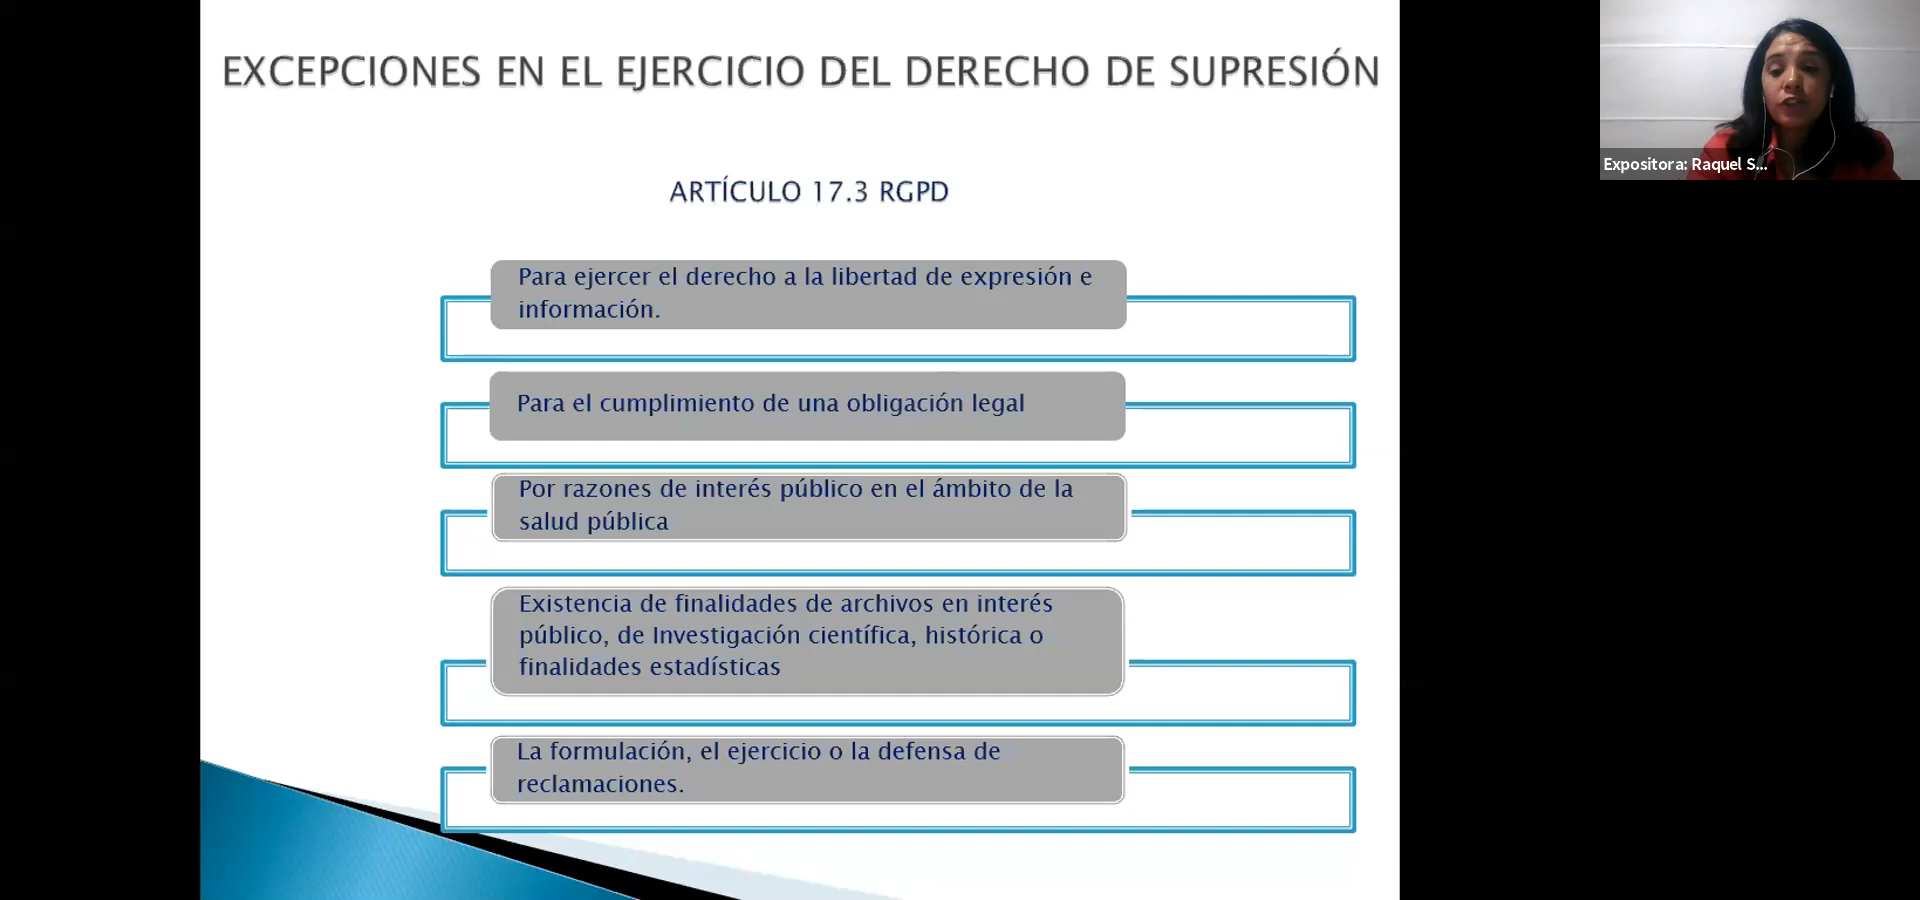 EXCEPCIONES EN EL EJERCICIO DEL DERECHO DE SUPRESIÓN
ARTÍCULO 17.3 RGPD
Para ejercer el derecho a la libertad de expresión e
información.
Para el cumplimiento de una obligación legal
Por razones de interés público en el ámbito de la
salud pública
Existencia de finalidades de archivos en interés
público, de Investigación científica, histórica o
finalidades estadísticas
La formulación, el ejercicio o la defensa de
reclamaciones.
Expositora: Raquel S...